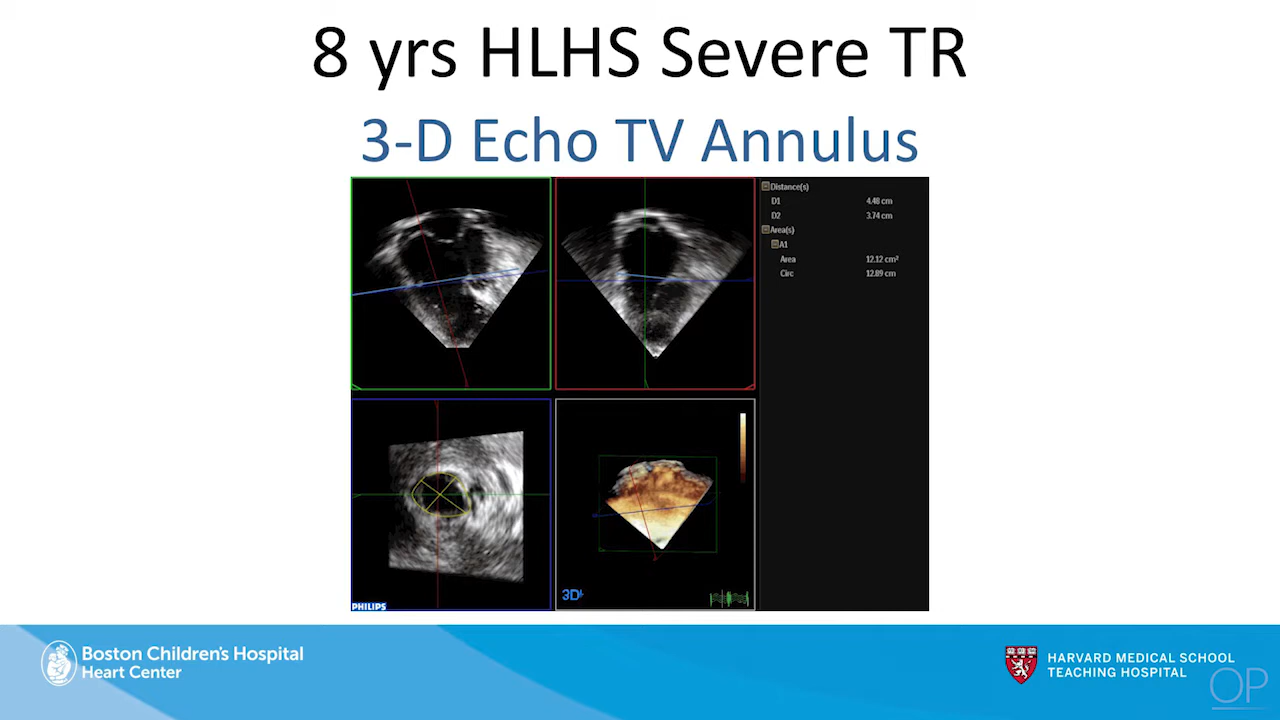 8 yrs HLHS Severe TR
3-D Echo TV Annulus
Distance(s)
D1 4.48 cm
D2 3.74 cm
Area(s)
A1
Area 12.12 cm²
Circ 12.89 cm
3D
PHILIPS
Boston Children's Hospital
Heart Center
HARVARD MEDICAL SCHOOL
TEACHING HOSPITAL
OP